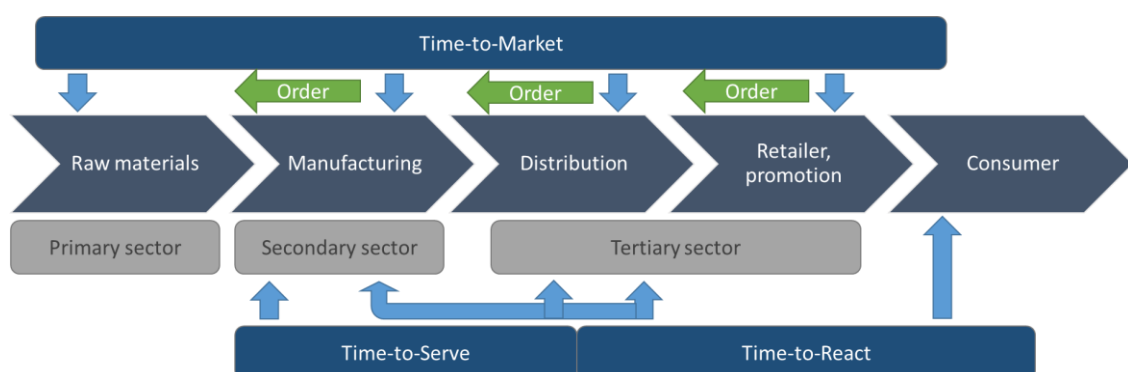 Time-to-Market
Order
Order
Order
Raw materials
Manufacturing
Distribution
Retailer,
promotion
Consumer
Primary sector
Secondary sector
Tertiary sector
Time-to-Serve
Time-to-React